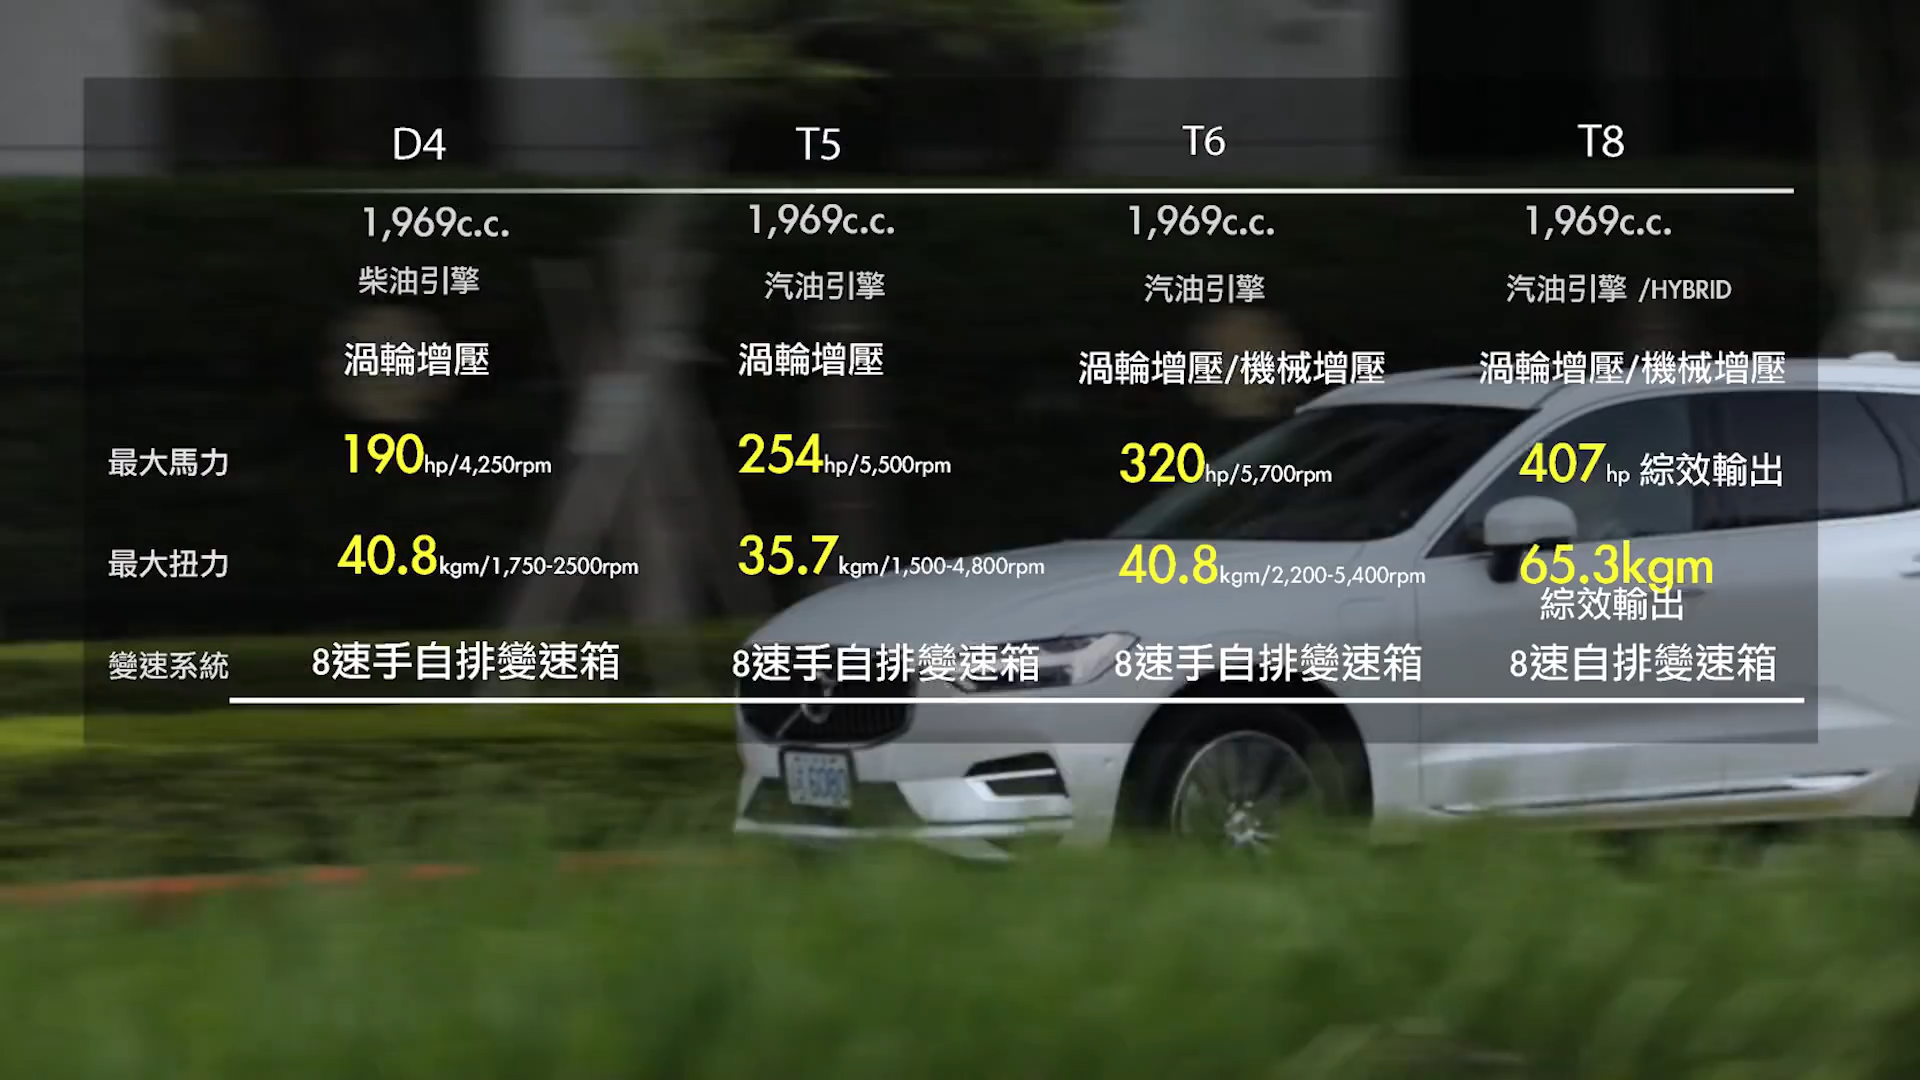 D4 T5 T6 T8
1,969c.c. 1,969c.c. 1,969c.c. 1,969c.c.
柴油引擎 汽油引擎 汽油引擎 汽油引擎 /HYBRID
渦輪增壓 渦輪增壓 渦輪增壓/機械增壓 渦輪增壓/機械增壓
最大馬力 190hp/4,250rpm 254hp/5,500rpm 320hp/5,700rpm 407hp 綜效輸出
最大扭力 40.8kgm/1,750-2500rpm 35.7kgm/1,500-4,800rpm 40.8kgm/2,200-5,400rpm 65.3kgm
綜效輸出
變速系統 8速手自排變速箱 8速手自排變速箱 8速手自排變速箱 8速自排變速箱